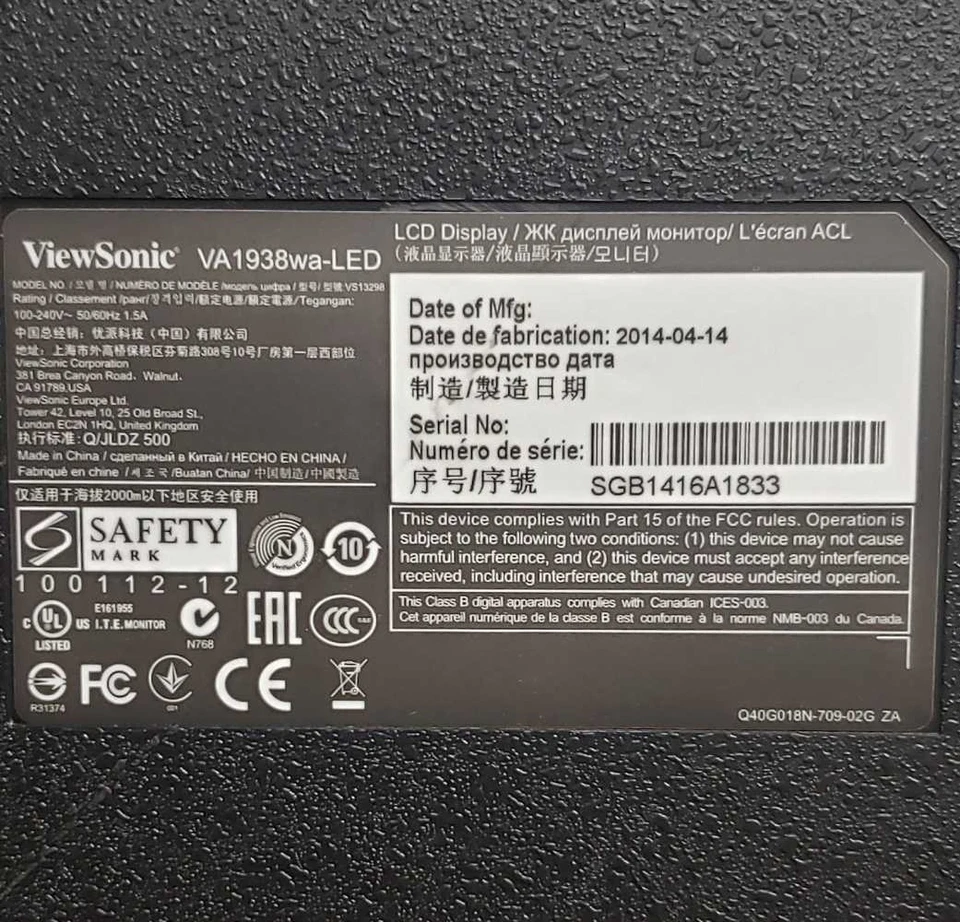 ViewSonic® VA1938wa-LED
LCD Display / ЖК дисплей монитор/ L'écran ACL
(液晶显示器/液晶顯示器/모니터)
MODEL NO. / 모델 명 / NUMÉRO DE MODÈLE /модель цифра / 型号/ 型號 VS13298
Rating / Classement /ранг/정격입력/额定电源/額定電源/Tegangan:
100-240V~ 50/60Hz 1.5A
中国总经销: 优派科技（中国）有限公司
地址: 上海市外高桥保税区芬菊路308号10号厂房第一层西部位
ViewSonic Corporation
381 Brea Canyon Road, Walnut,
CA 91789,USA
ViewSonic Europe Ltd.
Tower 42, Level 10, 25 Old Broad St.,
London EC2N 1HQ, United Kingdom
执行标准: Q/JLDZ 500
Made in China / сделанный в Китай / HECHO EN CHINA /
Fabriqué en chine / 제조국 /Buatan China/ 中国制造/中國製造
仅适用于海拔2000m以下地区安全使用
Date of Mfg:
Date de fabrication: 2014-04-14
производство дата
制造/製造日期
Serial No:
Numéro de série:
序号/序號 SGB1416A1833
SAFETY
MARK
100112-12
N
10
This device complies with Part 15 of the FCC rules. Operation is
subject to the following two conditions: (1) this device may not cause
harmful interference, and (2) this device must accept any interference
received, including interference that may cause undesired operation.
This Class B digital apparatus complies with Canadian ICES-003.
Cet appareil numérique de la classe B est conforme à la norme NMB-003 du Canada.
C UL US
LISTED
E161955
I.T.E. MONITOR
N768
EAC
CCC S&E
R31374
FC
001
CE
Q40G018N-709-02G ZA